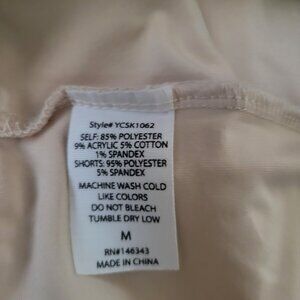 Style# YCSK1062
SELF: 85% POLYESTER
9% ACRYLIC 5% COTTON
1% SPANDEX
SHORTS: 95% POLYESTER
5% SPANDEX
MACHINE WASH COLD
LIKE COLORS
DO NOT BLEACH
TUMBLE DRY LOW
M
RN#146343
MADE IN CHINA